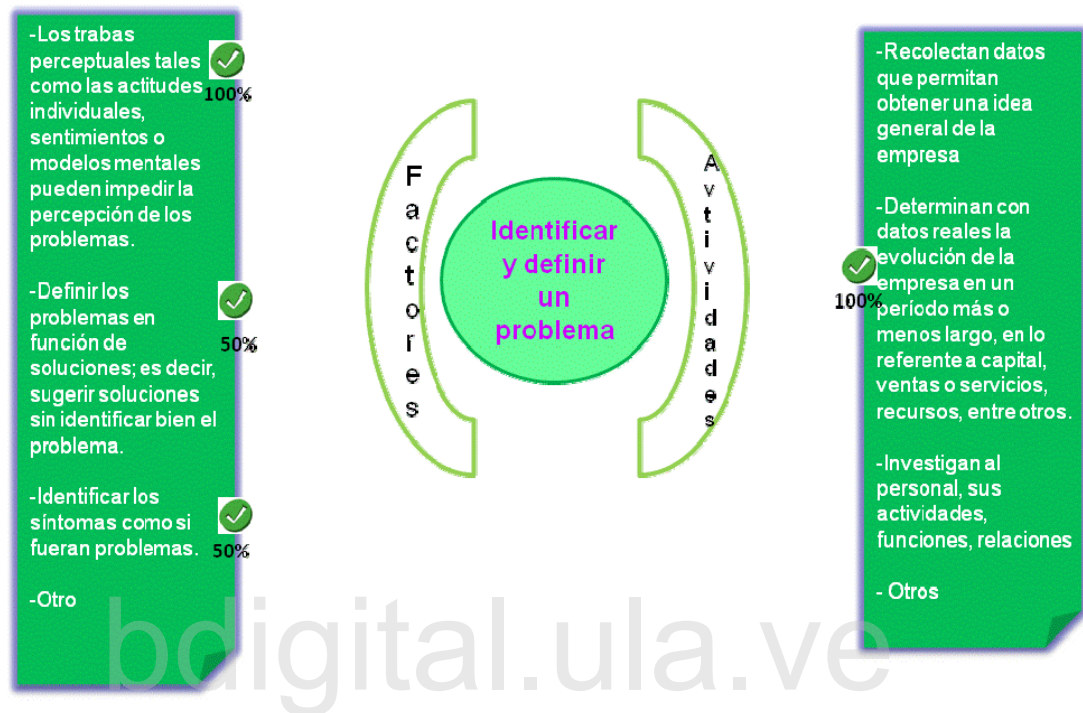 -Los trabas
perceptuales tales
como las actitudes
individuales,
sentimientos o
modelos mentales
pueden impedir la
percepción de los
problemas.
100%
-Definir los
problemas en
función de
soluciones; es decir,
sugerir soluciones
sin identificar bien el
problema.
50%
-Identificar los
síntomas como si
fueran problemas.
50%
-Otro
Factores
Identificar
y definir
un
problema
Avtividades
-Recolectan datos
que permitan
obtener una idea
general de la
empresa
-Determinan con
datos reales la
evolución de la
empresa en un
período más o
menos largo, en lo
referente a capital,
ventas o servicios,
recursos, entre otros.
100%
-Investigan al
personal, sus
actividades,
funciones, relaciones
- Otros
bdigital.ula.ve